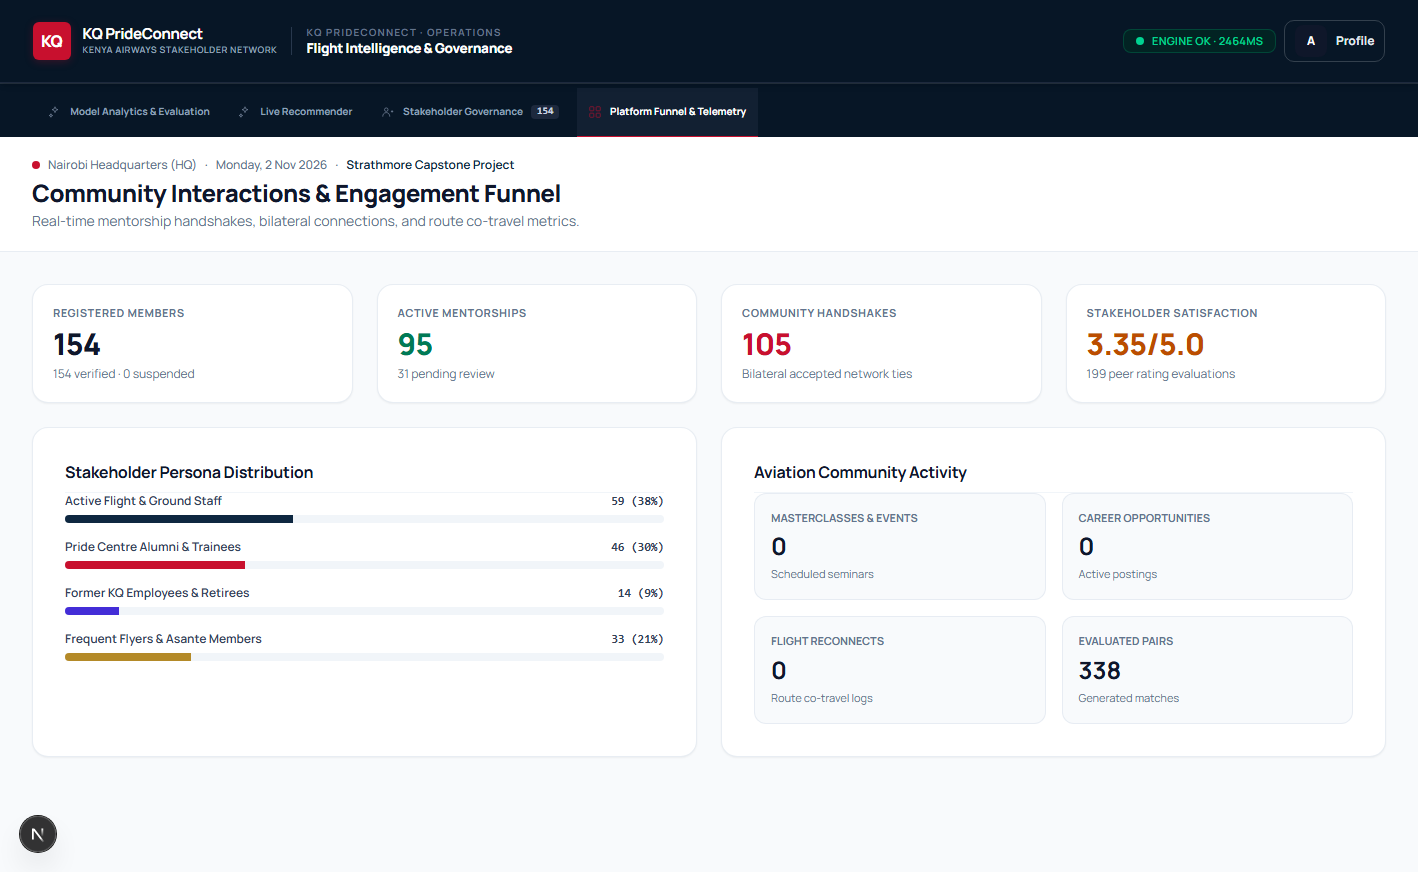 KQ
KQ PrideConnect
KENYA AIRWAYS STAKEHOLDER NETWORK
KQ PRIDECONNECT · OPERATIONS
Flight Intelligence & Governance
ENGINE OK · 2464MS
A Profile
Model Analytics & Evaluation
Live Recommender
Stakeholder Governance 154
Platform Funnel & Telemetry
Nairobi Headquarters (HQ) · Monday, 2 Nov 2026 · Strathmore Capstone Project
Community Interactions & Engagement Funnel
Real-time mentorship handshakes, bilateral connections, and route co-travel metrics.
REGISTERED MEMBERS
154
154 verified · 0 suspended
ACTIVE MENTORSHIPS
95
31 pending review
COMMUNITY HANDSHAKES
105
Bilateral accepted network ties
STAKEHOLDER SATISFACTION
3.35/5.0
199 peer rating evaluations
Stakeholder Persona Distribution
Active Flight & Ground Staff 59 (38%)
Pride Centre Alumni & Trainees 46 (30%)
Former KQ Employees & Retirees 14 (9%)
Frequent Flyers & Asante Members 33 (21%)
Aviation Community Activity
MASTERCLASSES & EVENTS
0
Scheduled seminars
CAREER OPPORTUNITIES
0
Active postings
FLIGHT RECONNECTS
0
Route co-travel logs
EVALUATED PAIRS
338
Generated matches
N